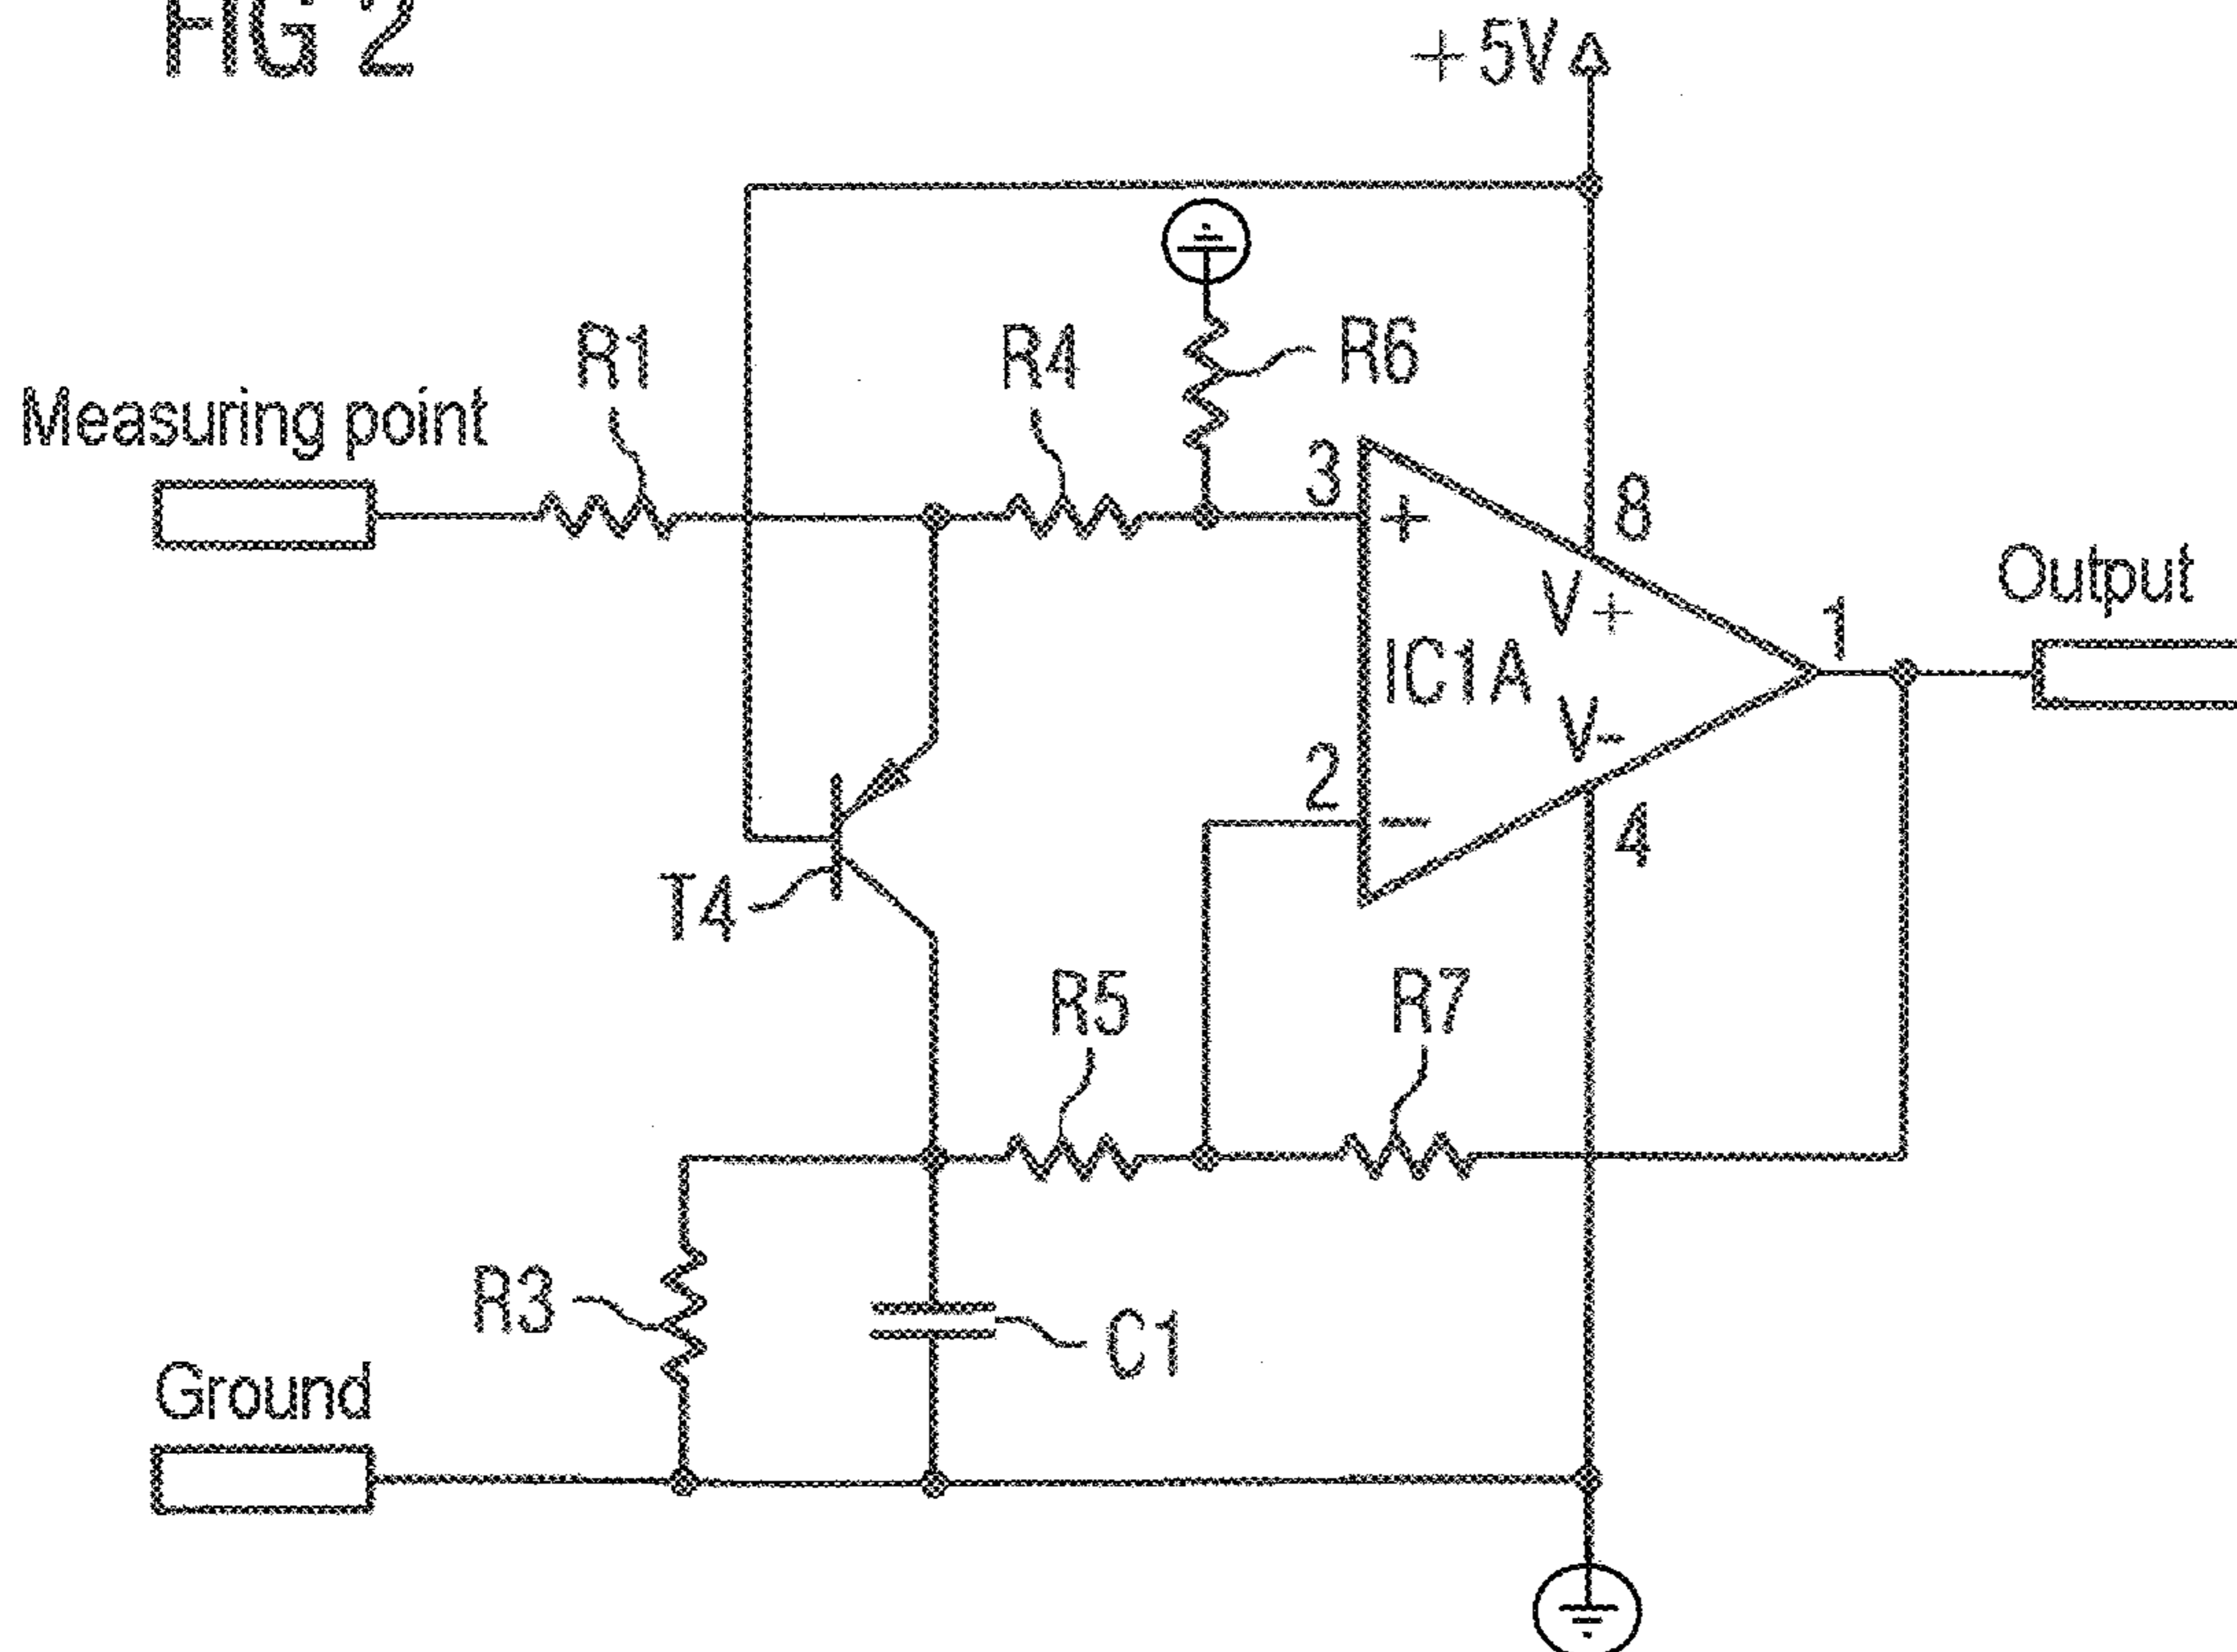 FIG 2
+5V
R1
R4
R6
Measuring point
3
+
8
V+
Output
1
IC1A
V-
2
-
4
T4
R5
R7
R3
C1
Ground